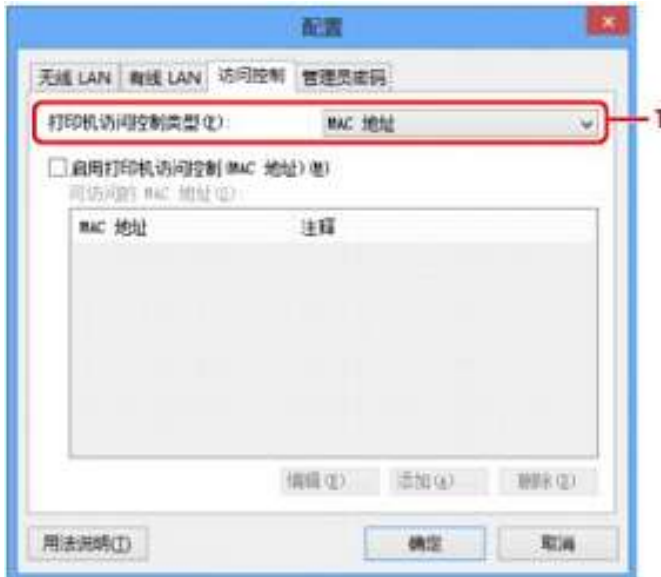 配置
无线 LAN 有线 LAN 访问控制 管理员密码
打印机访问控制类型(E): MAC 地址
1
启用打印机访问控制(MAC 地址)(M)
可访问的 MAC 地址
MAC 地址 注释
编辑 添加(A) 删除
用法说明(I) 确定 取消